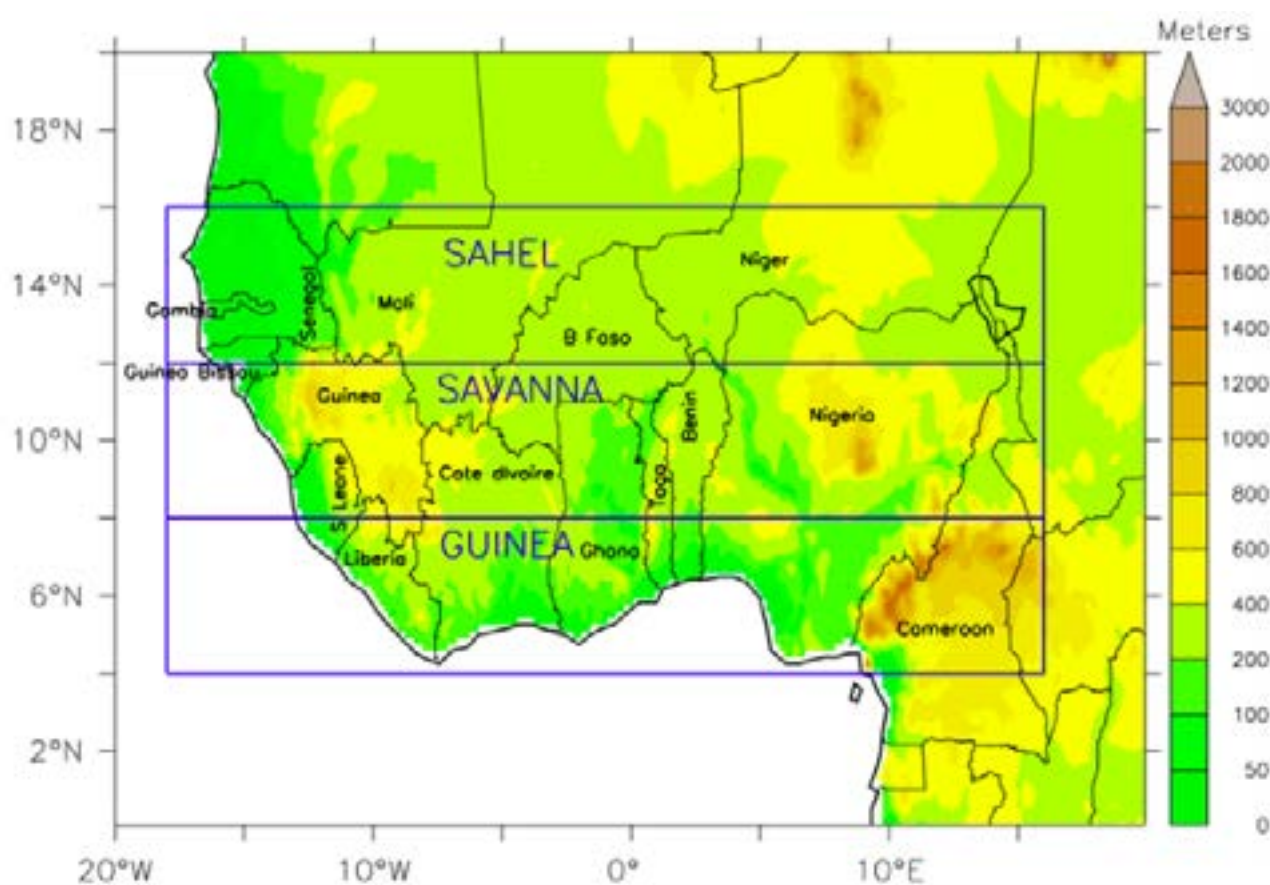 Meters
3000
2000
1800
1600
1400
1200
1000
800
600
400
200
100
50
0
18°N
14°N
10°N
6°N
2°N
SAHEL
Niger
Senegal
Mali
Gambia
B Faso
Guinea Bissau
SAVANNA
Guinea
Benin
Nigeria
Cote dIvoire
S Leone
Togo
GUINEA
Ghana
Liberia
Cameroon
20°W
10°W
0°
10°E